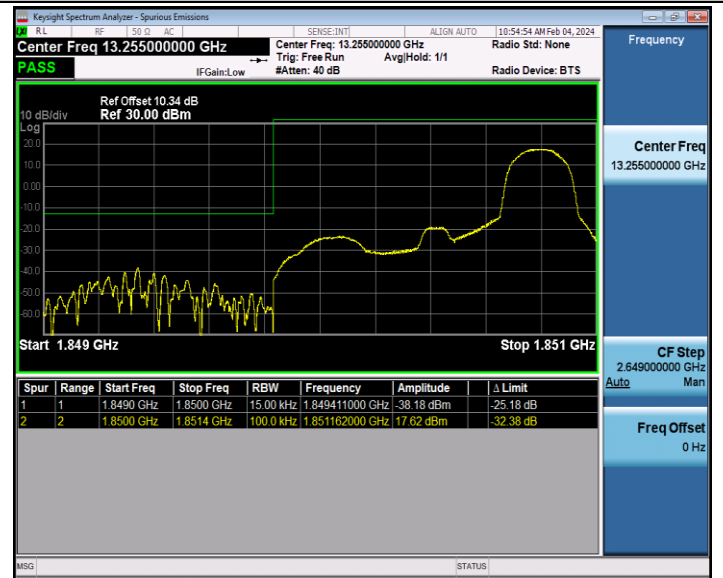 Keysight Spectrum Analyzer - Spurious Emissions
RL RF 50 Ω AC SENSE:INT ALIGN AUTO 10:54:54 AM Feb 04, 2024
Center Freq 13.255000000 GHz
Center Freq: 13.255000000 GHz
Radio Std: None
PASS
IFGain:Low
Trig: Free Run
Avg|Hold: 1/1
#Atten: 40 dB
Radio Device: BTS
Ref Offset 10.34 dB
10 dB/div
Ref 30.00 dBm
Log
20.0
10.0
0.00
-10.0
-20.0
-30.0
-40.0
-50.0
-60.0
Start 1.849 GHz
Stop 1.851 GHz
Spur Range Start Freq Stop Freq RBW Frequency Amplitude Δ Limit
1 1 1.8490 GHz 1.8500 GHz 15.00 kHz 1.849411000 GHz -38.18 dBm -25.18 dB
2 2 1.8500 GHz 1.8514 GHz 100.0 kHz 1.851162000 GHz 17.62 dBm -32.38 dB
MSG
STATUS
Frequency
Center Freq
13.255000000 GHz
CF Step
2.649000000 GHz
Auto Man
Freq Offset
0 Hz